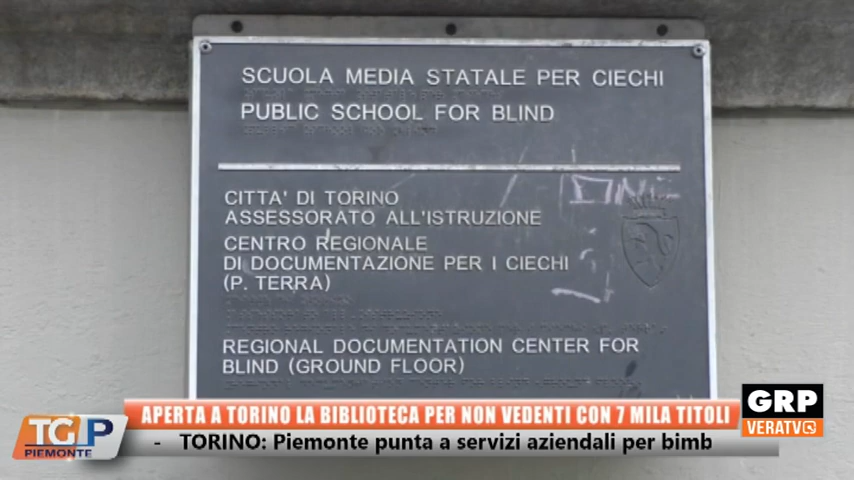 SCUOLA MEDIA STATALE PER CIECHI
PUBLIC SCHOOL FOR BLIND
CITTA' DI TORINO
ASSESSORATO ALL'ISTRUZIONE
CENTRO REGIONALE
DI DOCUMENTAZIONE PER I CIECHI
(P. TERRA)
REGIONAL DOCUMENTATION CENTER FOR
BLIND (GROUND FLOOR)
APERTA A TORINO LA BIBLIOTECA PER NON VEDENTI CON 7 MILA TITOLI
- TORINO: Piemonte punta a servizi aziendali per bimb
TGP
PIEMONTE
GRP
VERATV